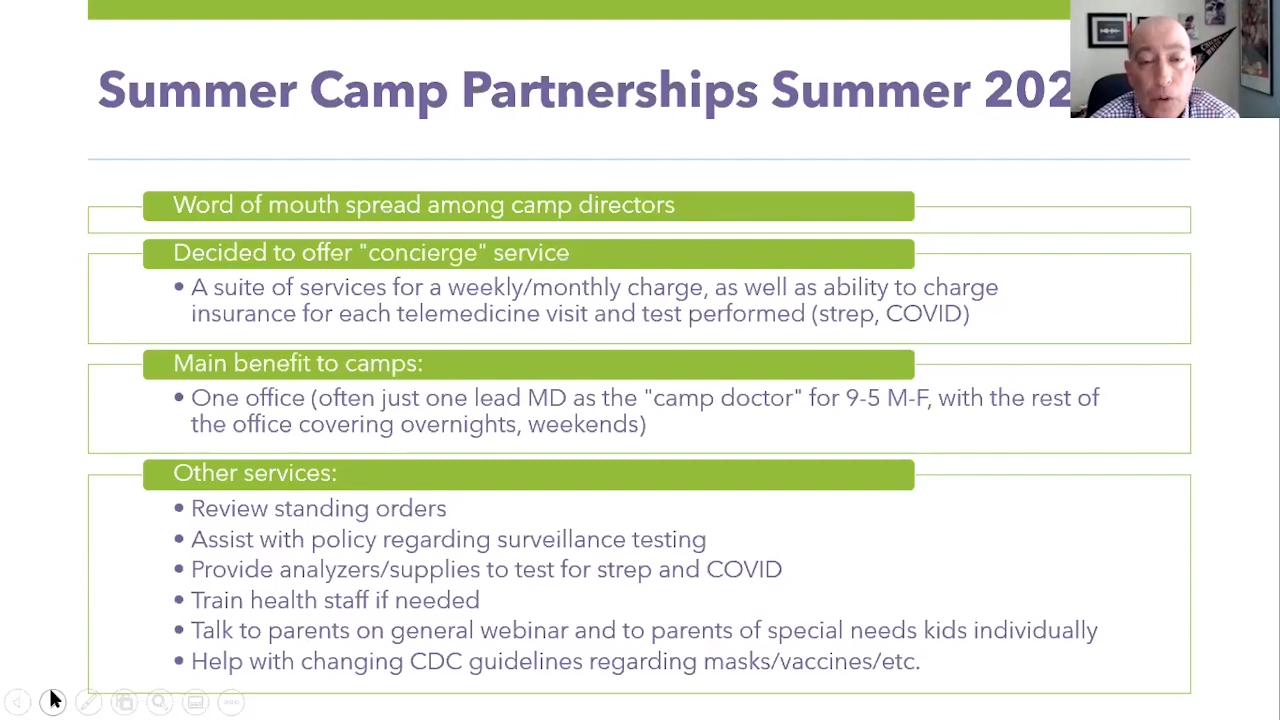 Summer Camp Partnerships Summer 202
Word of mouth spread among camp directors
Decided to offer "concierge" service
• A suite of services for a weekly/monthly charge, as well as ability to charge
insurance for each telemedicine visit and test performed (strep, COVID)
Main benefit to camps:
• One office (often just one lead MD as the "camp doctor" for 9-5 M-F, with the rest of
the office covering overnights, weekends)
Other services:
• Review standing orders
• Assist with policy regarding surveillance testing
• Provide analyzers/supplies to test for strep and COVID
• Train health staff if needed
• Talk to parents on general webinar and to parents of special needs kids individually
• Help with changing CDC guidelines regarding masks/vaccines/etc.